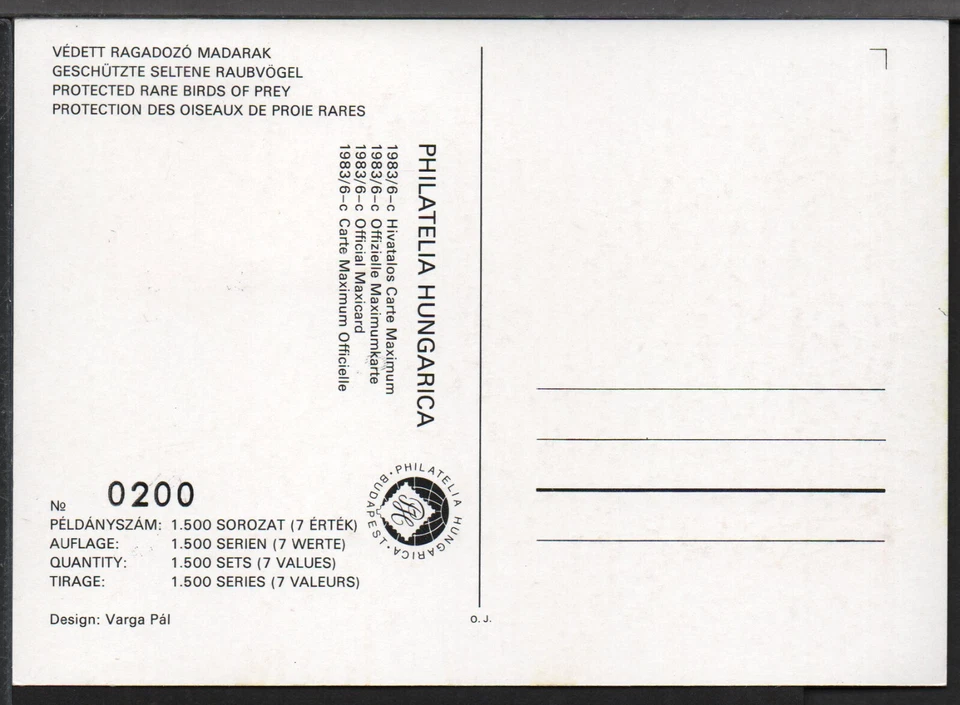 VÉDETT RAGADOZÓ MADARAK
GESCHÜTZTE SELTENE RAUBVÖGEL
PROTECTED RARE BIRDS OF PREY
PROTECTION DES OISEAUX DE PROIE RARES
PHILATELIA HUNGARICA
1983/6-c Hivatalos Carte Maximum
1983/6-c Offizielle Maximumkarte
1983/6-c Official Maxicard
1983/6-c Carte Maximum Officielle
№ 0200
PÉLDÁNYSZÁM: 1.500 SOROZAT (7 ÉRTÉK)
AUFLAGE: 1.500 SERIEN (7 WERTE)
QUANTITY: 1.500 SETS (7 VALUES)
TIRAGE: 1.500 SERIES (7 VALEURS)
·PHILATELIA HUNGARICA·BUDAPEST
PH
Design: Varga Pál
O. J.